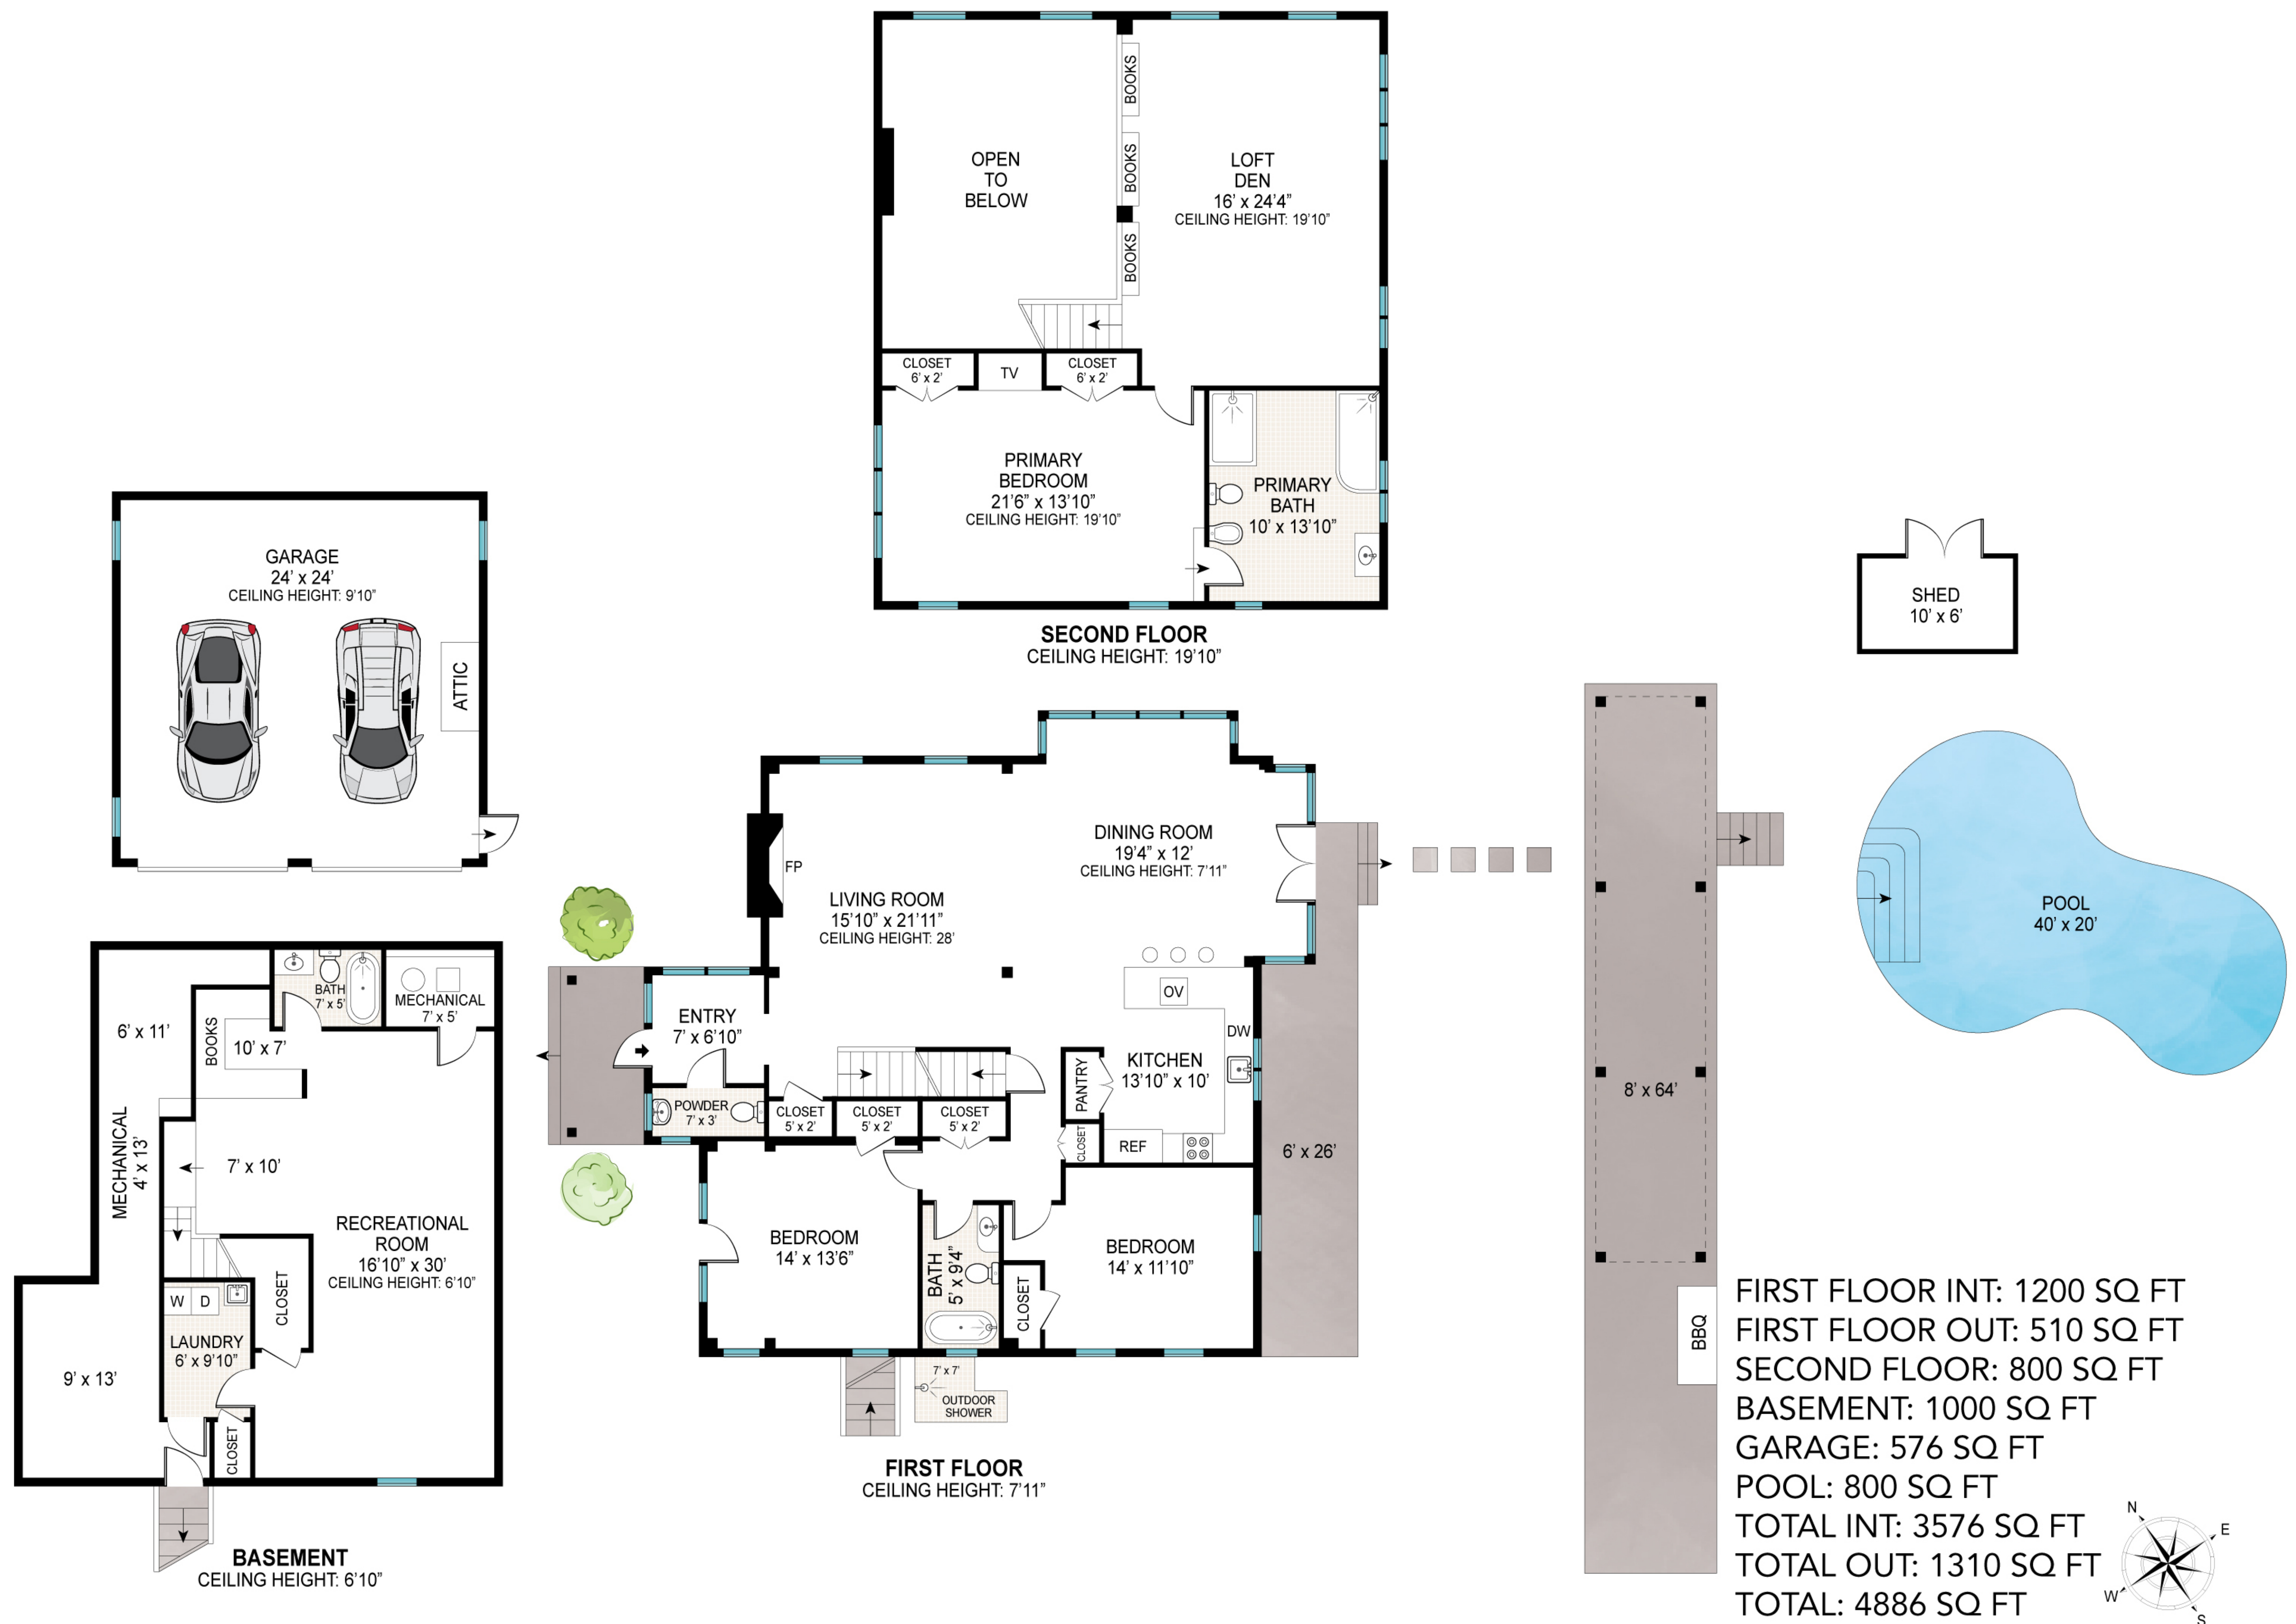 OPEN
TO
BELOW
BOOKS
BOOKS
BOOKS
LOFT
DEN
16' x 24'4"
CEILING HEIGHT: 19'10"
CLOSET
6' x 2'
TV
CLOSET
6' x 2'
PRIMARY
BEDROOM
21'6" x 13'10"
CEILING HEIGHT: 19'10"
PRIMARY
BATH
10' x 13'10"
SECOND FLOOR
CEILING HEIGHT: 19'10"
GARAGE
24' x 24'
CEILING HEIGHT: 9'10"
ATTIC
SHED
10' x 6'
POOL
40' x 20'
8' x 64'
BBQ
BATH
7' x 5'
MECHANICAL
7' x 5'
6' x 11'
BOOKS
10' x 7'
MECHANICAL
4' x 13'
7' x 10'
RECREATIONAL
ROOM
16'10" x 30'
CEILING HEIGHT: 6'10"
CLOSET
W
D
LAUNDRY
6' x 9'10"
9' x 13'
CLOSET
BASEMENT
CEILING HEIGHT: 6'10"
FP
LIVING ROOM
15'10" x 21'11"
CEILING HEIGHT: 28'
DINING ROOM
19'4" x 12'
CEILING HEIGHT: 7'11"
ENTRY
7' x 6'10"
POWDER
7' x 3'
CLOSET
5' x 2'
CLOSET
5' x 2'
CLOSET
5' x 2'
OV
DW
KITCHEN
13'10" x 10'
PANTRY
CLOSET
REF
6' x 26'
BEDROOM
14' x 13'6"
BATH
5' x 9'4"
BEDROOM
14' x 11'10"
CLOSET
7' x 7'
OUTDOOR
SHOWER
FIRST FLOOR
CEILING HEIGHT: 7'11"
FIRST FLOOR INT: 1200 SQ FT
FIRST FLOOR OUT: 510 SQ FT
SECOND FLOOR: 800 SQ FT
BASEMENT: 1000 SQ FT
GARAGE: 576 SQ FT
POOL: 800 SQ FT
TOTAL INT: 3576 SQ FT
TOTAL OUT: 1310 SQ FT
TOTAL: 4886 SQ FT
N
E
W
S